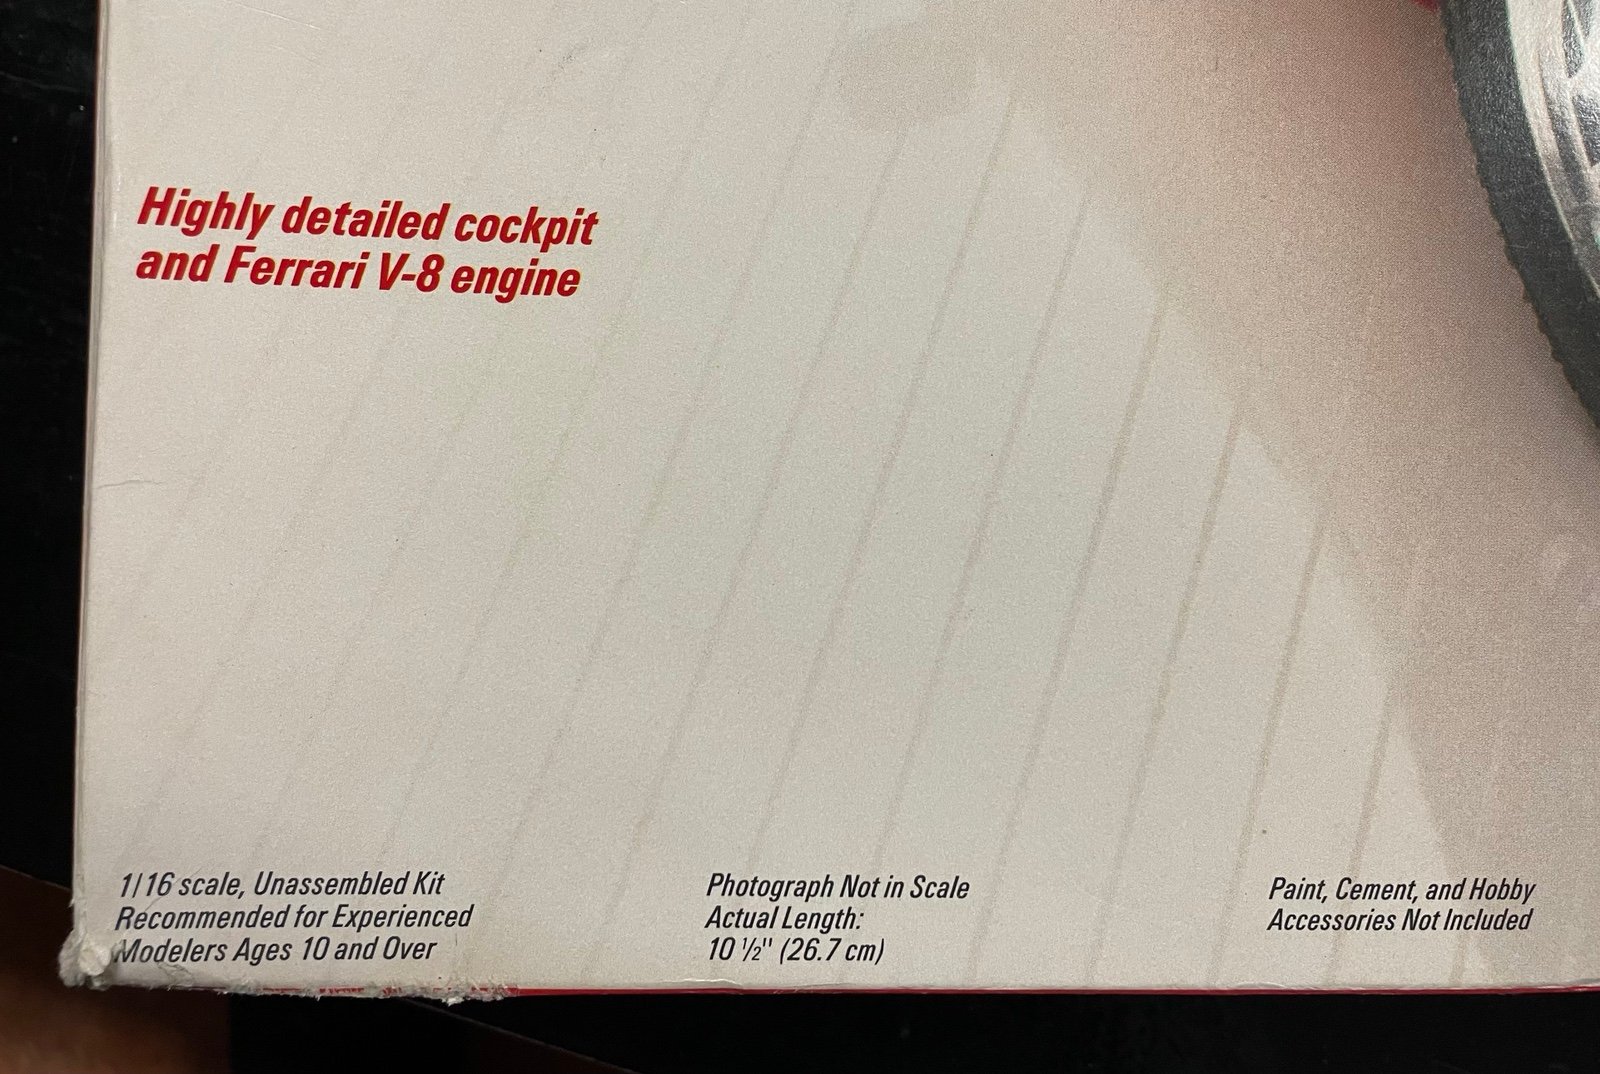 Highly detailed cockpit
and Ferrari V-8 engine
1/16 scale, Unassembled Kit
Recommended for Experienced
Modelers Ages 10 and Over
Photograph Not in Scale
Actual Length:
10 ½" (26.7 cm)
Paint, Cement, and Hobby
Accessories Not Included